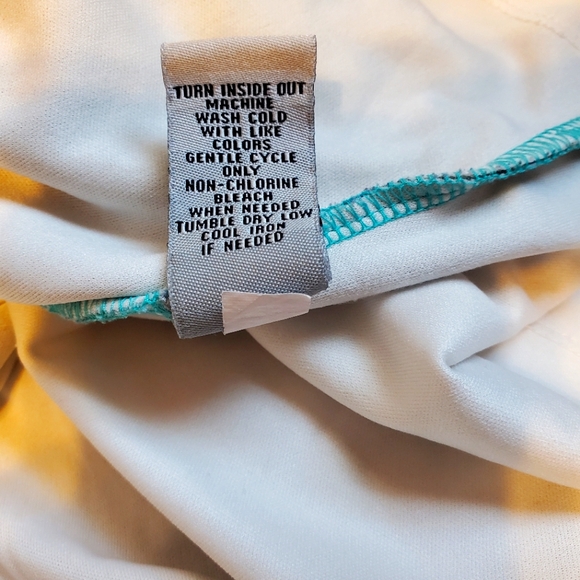 TURN INSIDE OUT
MACHINE
WASH COLD
WITH LIKE
COLORS
GENTLE CYCLE
ONLY
NON-CHLORINE
BLEACH
WHEN NEEDED
TUMBLE DRY LOW
COOL IRON
IF NEEDED